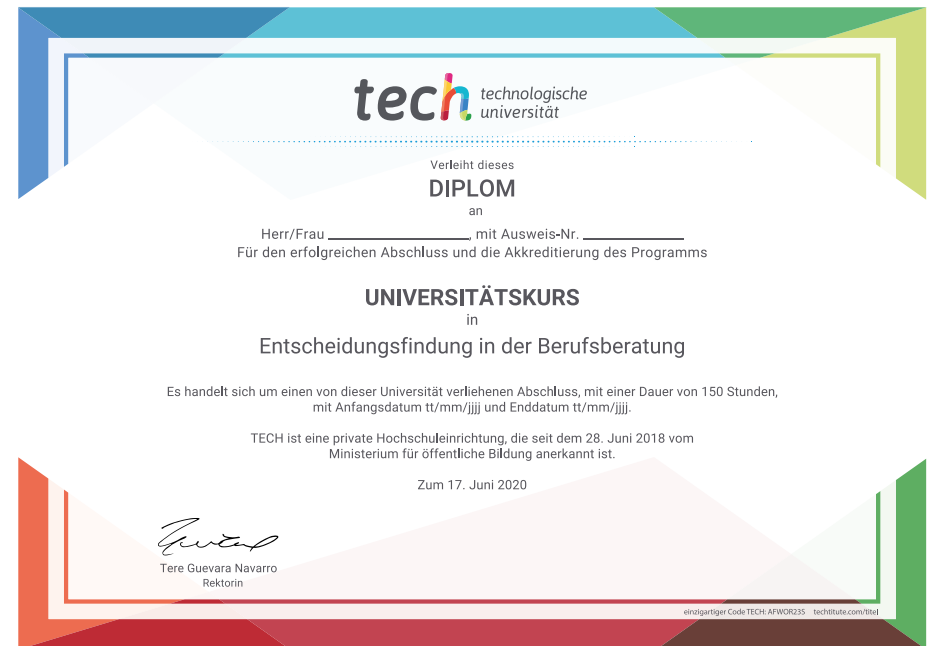 tech technologische
universität
Verleiht dieses
DIPLOM
an
Herr/Frau ____________________, mit Ausweis-Nr. ______________
Für den erfolgreichen Abschluss und die Akkreditierung des Programms
UNIVERSITÄTSKURS
in
Entscheidungsfindung in der Berufsberatung
Es handelt sich um einen von dieser Universität verliehenen Abschluss, mit einer Dauer von 150 Stunden,
mit Anfangsdatum tt/mm/jjjj und Enddatum tt/mm/jjjj.
TECH ist eine private Hochschuleinrichtung, die seit dem 28. Juni 2018 vom
Ministerium für öffentliche Bildung anerkannt ist.
Zum 17. Juni 2020
Tere Guevara Navarro
Rektorin
einzigartiger Code TECH: AFWOR23S techtitute.com/titel